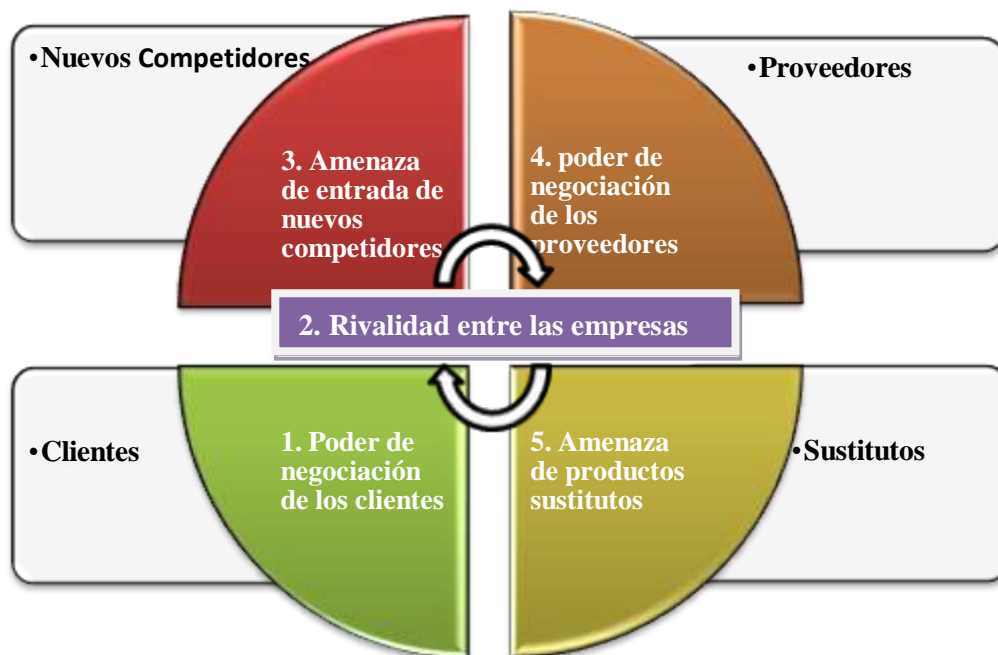 •Nuevos Competidores
•Proveedores
3. Amenaza
de entrada de
nuevos
competidores
4. poder de
negociación
de los
proveedores
2. Rivalidad entre las empresas
•Clientes
1. Poder de
negociación
de los clientes
5. Amenaza
de productos
sustitutos
•Sustitutos